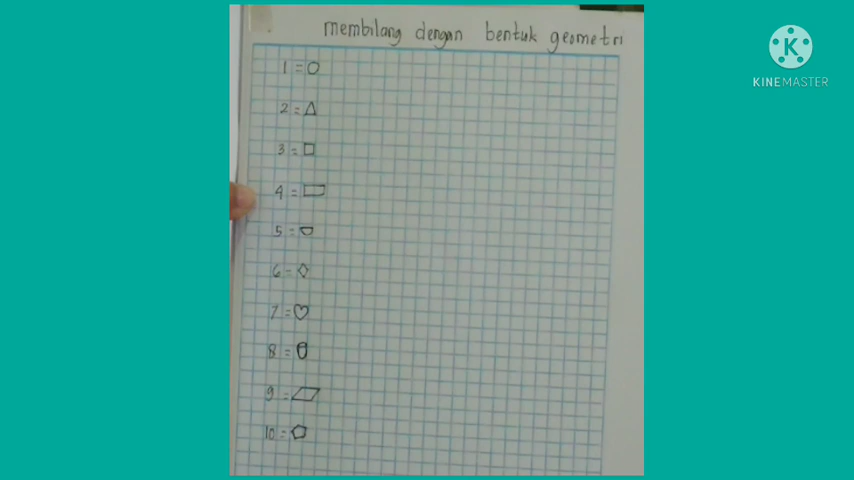 membilang dengan bentuk geometri
1 = ○
2 = △
3 = □
4 = ▭
5 = ⌓
6 = ◇
7 = ♡
8 = ⬯
9 = ▱
10 = ⬠
K
KINEMASTER